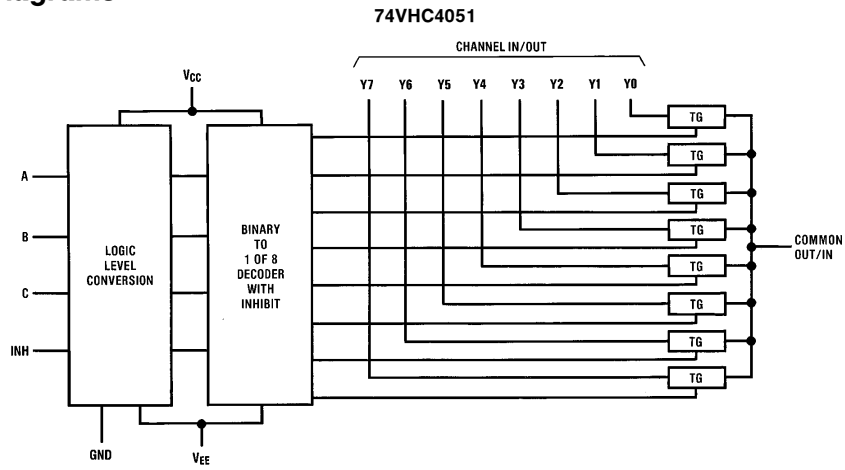 74VHC4051
CHANNEL IN/OUT
VCC
Y7 Y6 Y5 Y4 Y3 Y2 Y1 Y0
TG
TG
TG
TG
TG
TG
TG
TG
A
B
C
INH
LOGIC
LEVEL
CONVERSION
BINARY
TO
1 OF 8
DECODER
WITH
INHIBIT
COMMON
OUT/IN
GND
VEE